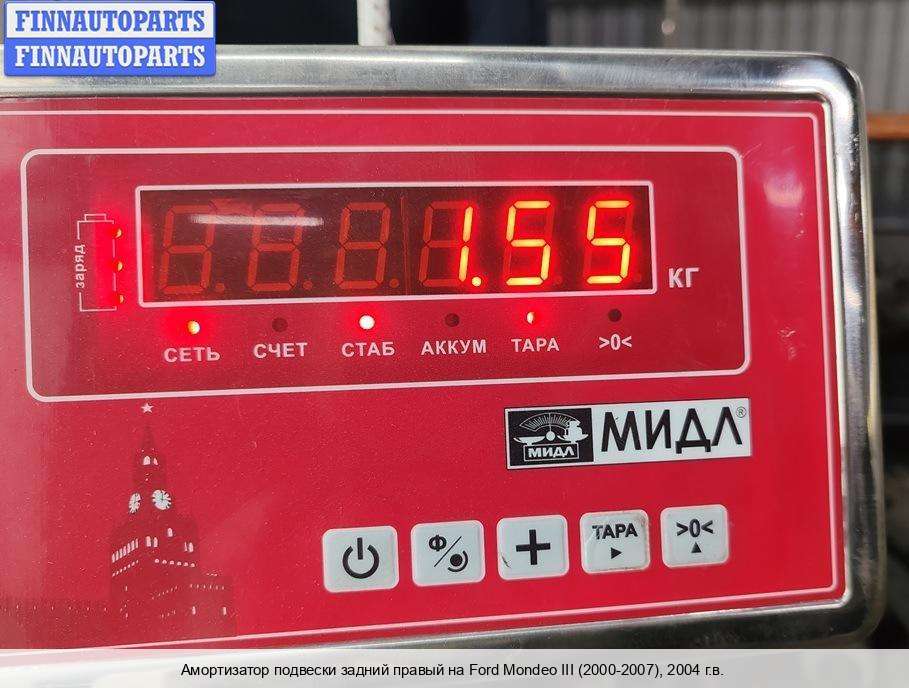 FINNAUTOPARTS
FINNAUTOPARTS
заряд
1.55
КГ
СЕТЬ СЧЕТ СТАБ АККУМ ТАРА >0<
МИДЛ МИДЛ®
Ф ТАРА >0<
Амортизатор подвески задний правый на Ford Mondeo III (2000-2007), 2004 г.в.